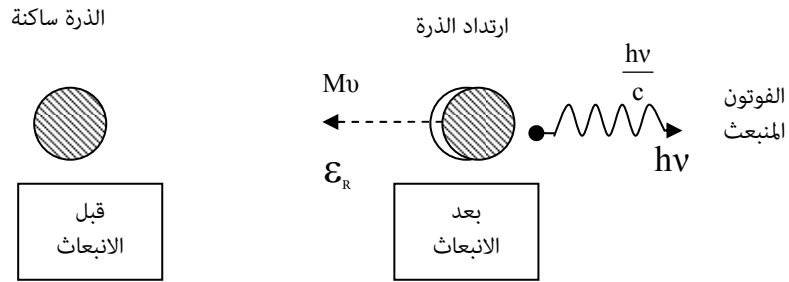 الذرة ساكنة
ارتداد الذرة
Mυ
hν
c
الفوتون
المنبعث
hν
ε_R
قبل
الانبعاث
بعد
الانبعاث